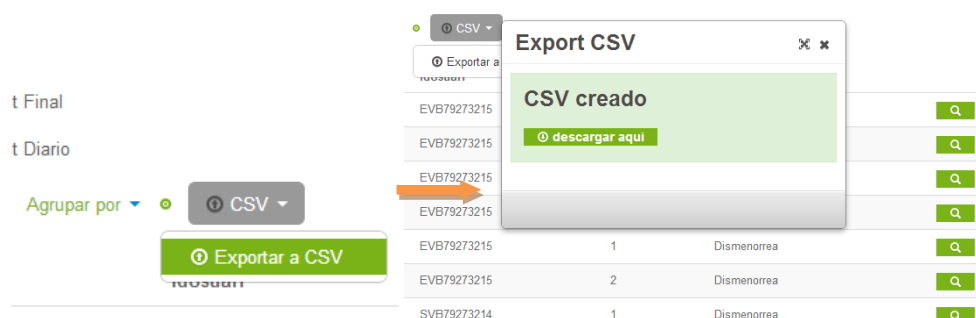 t Final
t Diario
Agrupar por
CSV
Exportar a CSV
CSV
Exportar a
Export CSV
CSV creado
descargar aqui
EVB79273215
EVB79273215
EVB79273215
EVB79273215
EVB79273215 1 Dismenorrea
EVB79273215 2 Dismenorrea
SVB79273214 1 Dismenorrea